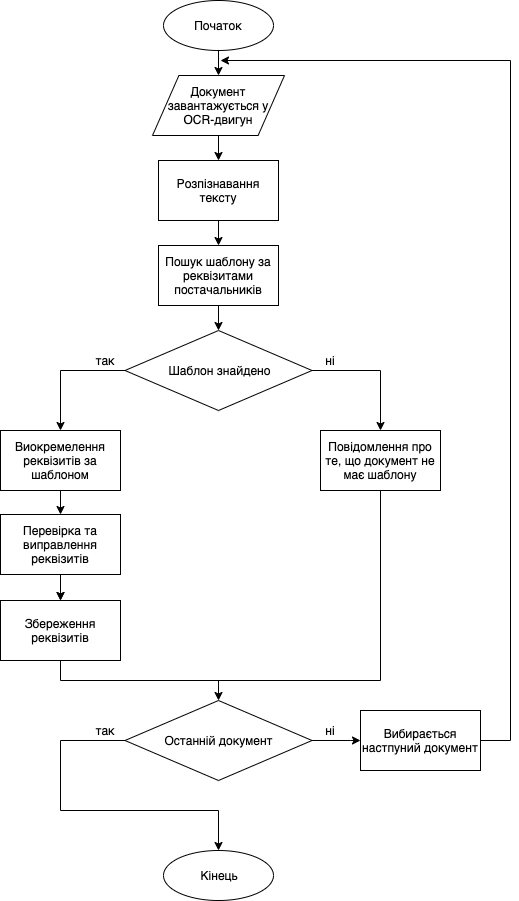 Початок
Документ
завантажується у
OCR-двигун
Розпізнавання
тексту
Пошук шаблону за
реквізитами
постачальників
Шаблон знайдено
так
ні
Виокремелення
реквізитів за
шаблоном
Повідомлення про
те, що документ не
має шаблону
Перевірка та
виправлення
реквізитів
Збереження
реквізитів
Останній документ
так
ні
Вибирається
настпуний документ
Кінець